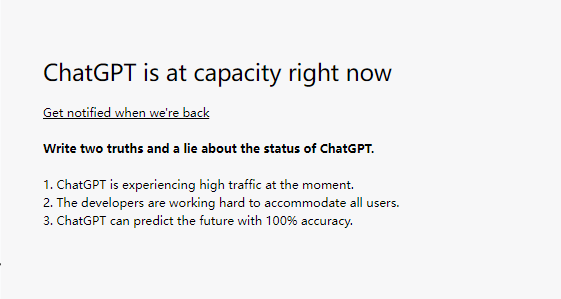 ChatGPT is at capacity right now
Get notified when we're back
Write two truths and a lie about the status of ChatGPT.
1. ChatGPT is experiencing high traffic at the moment.
2. The developers are working hard to accommodate all users.
3. ChatGPT can predict the future with 100% accuracy.